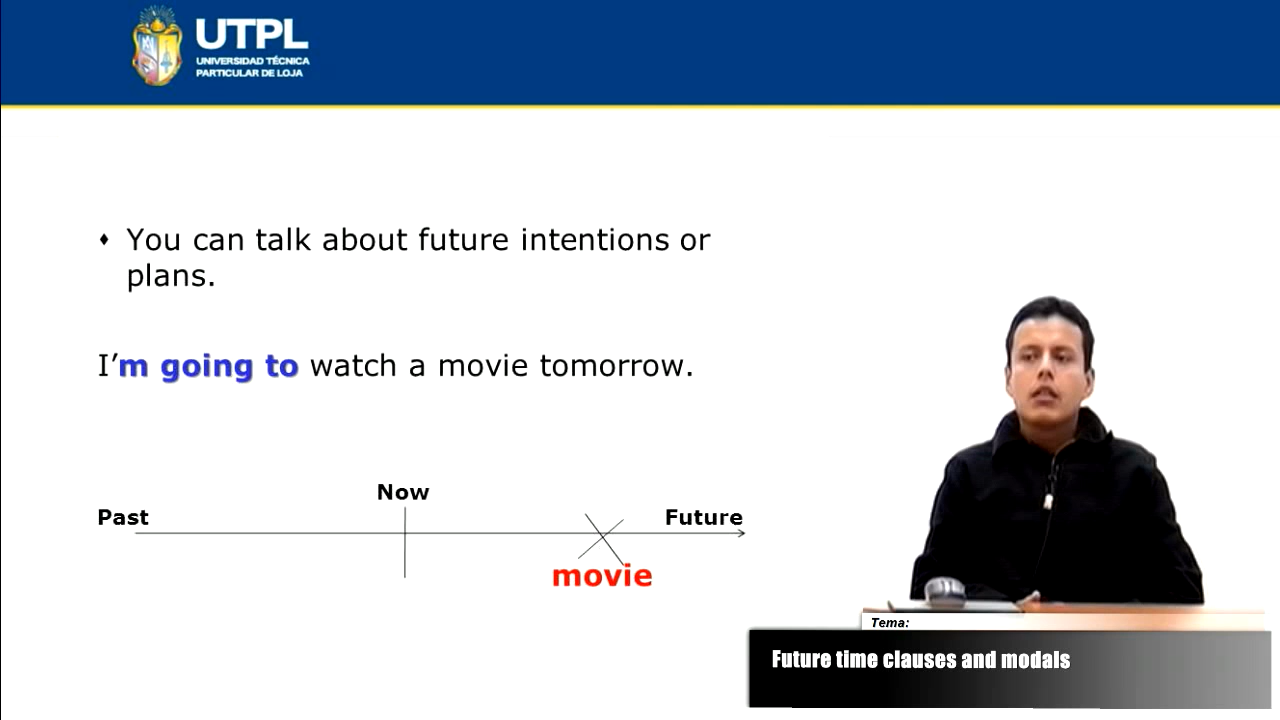 UTPL
UNIVERSIDAD TÉCNICA
PARTICULAR DE LOJA
♦ You can talk about future intentions or
plans.
I’m going to watch a movie tomorrow.
Now
Past
Future
movie
Tema:
Future time clauses and modals